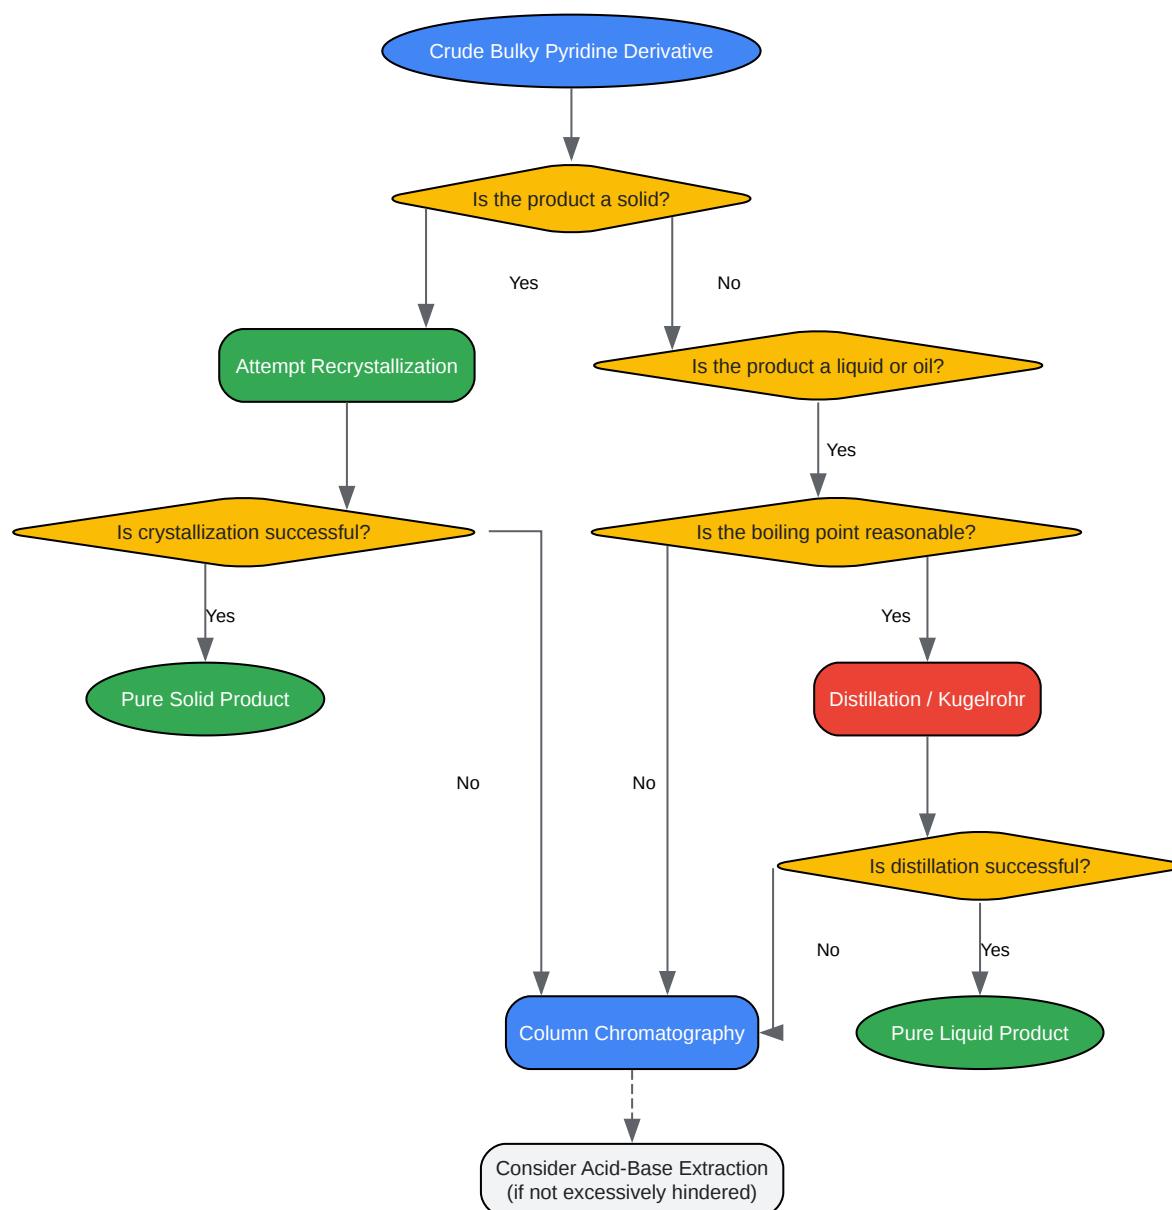 Crude Bulky Pyridine Derivative
Is the product a solid?
Yes
No
Attempt Recrystallization
Is the product a liquid or oil?
Yes
Is crystallization successful?
Is the boiling point reasonable?
Yes
Yes
Pure Solid Product
Distillation / Kugelrohr
No
No
Is distillation successful?
No
Yes
Column Chromatography
Pure Liquid Product
Consider Acid-Base Extraction
(if not excessively hindered)